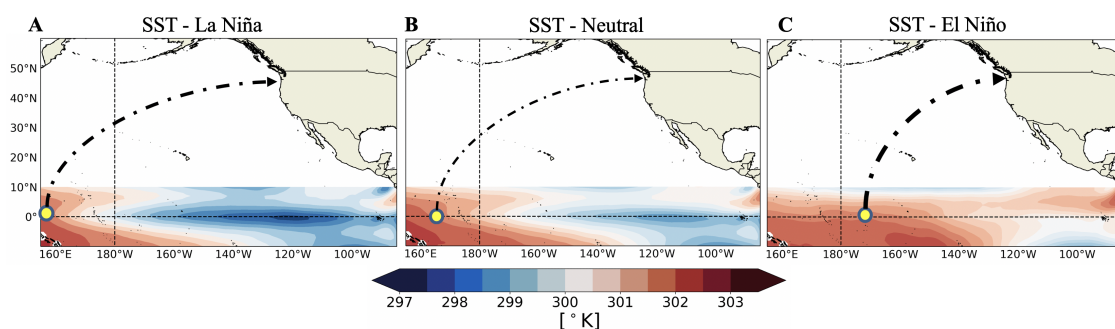 A SST - La Niña B SST - Neutral C SST - El Niño
50°N
40°N
30°N
20°N
10°N
0°
160°E 180°W 160°W 140°W 120°W 100°W 160°E 180°W 160°W 140°W 120°W 100°W 160°E 180°W 160°W 140°W 120°W 100°W
297 298 299 300 301 302 303
[°K]